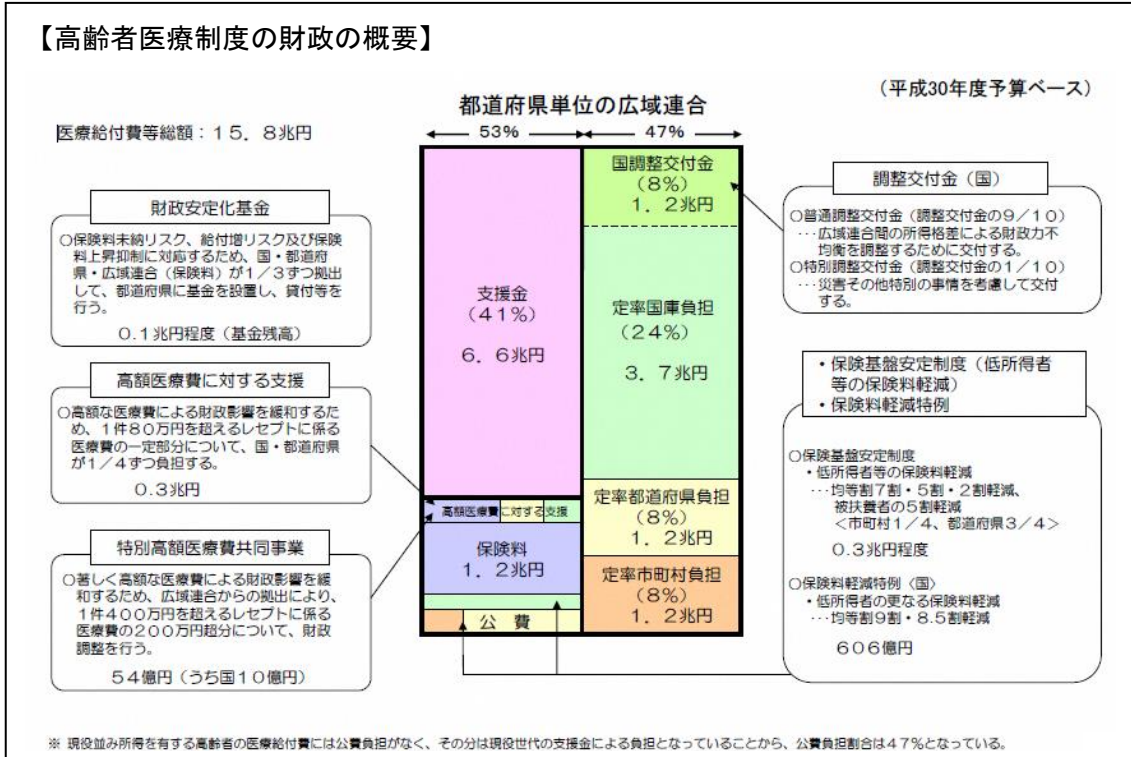 【高齢者医療制度の財政の概要】
（平成30年度予算ベース）
都道府県単位の広域連合
医療給付費等総額：１５．８兆円
53%
47%
財政安定化基金
○保険料未納リスク、給付増リスク及び保険
料上昇抑制に対応するため、国・都道府
県・広域連合（保険料）が１／３ずつ拠出
して、都道府県に基金を設置し、貸付等を
行う。
０.１兆円程度（基金残高）
高額医療費に対する支援
○高額な医療費による財政影響を緩和するた
め、１件８０万円を超えるレセプトに係る
医療費の一定部分について、国・都道府県
が１／４ずつ負担する。
０.３兆円
特別高額医療費共同事業
○著しく高額な医療費による財政影響を緩
和するため、広域連合からの拠出により、
１件４００万円を超えるレセプトに係る
医療費の２００万円超分について、財政
調整を行う。
５４億円（うち国１０億円）
支援金
（４１％）
６．６兆円
高額医療費に対する支援
保険料
１．２兆円
公 費
国調整交付金
（８％）
１．２兆円
定率国庫負担
（２４％）
３．７兆円
定率都道府県負担
（８％）
１．２兆円
定率市町村負担
（８％）
１．２兆円
調整交付金（国）
○普通調整交付金（調整交付金の９／１０）
･･･広域連合間の所得格差による財政力不
均衡を調整するために交付する。
○特別調整交付金（調整交付金の１／１０）
･･･災害その他特別の事情を考慮して交付
する。
・保険基盤安定制度（低所得者
等の保険料軽減）
・保険料軽減特例
○保険基盤安定制度
・低所得者等の保険料軽減
･･･均等割７割・５割・２割軽減、
被扶養者の５割軽減
＜市町村１／４、都道府県３／４＞
０.３兆円程度
○保険料軽減特例〈国〉
・低所得者の更なる保険料軽減
･･･均等割９割・８.５割軽減
６０６億円
※ 現役並み所得を有する高齢者の医療給付費には公費負担がなく、その分は現役世代の支援金による負担となっていることから、公費負担割合は４７％となっている。